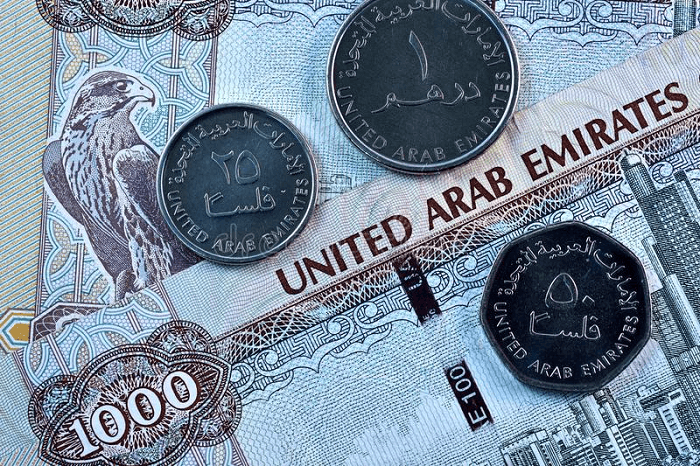 الإمارات العربية المتحدة
١
درهم
UNITED ARAB EMIRATES
الإمارات العربية المتحدة
٢٥
فلسا
UNITED ARAB EMIRATES
UNITED ARAB EMIRATES
الإمارات العربية المتحدة
٥٠
فلسا
UNITED ARAB EMIRATES
E-100
1000